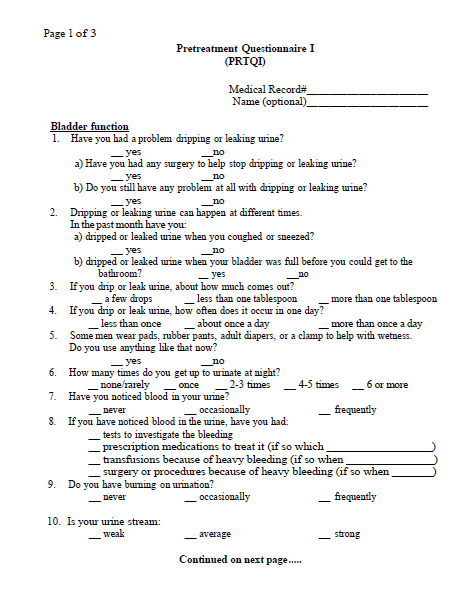 Page 1 of 3
Pretreatment Questionnaire I
(PRTQI)
Medical Record#______________________
Name (optional)______________________
Bladder function
1. Have you had a problem dripping or leaking urine?
__ yes __no
a) Have you had any surgery to help stop dripping or leaking urine?
__ yes __no
b) Do you still have any problem at all with dripping or leaking urine?
__ yes __no
2. Dripping or leaking urine can happen at different times.
In the past month have you:
a) dripped or leaked urine when you coughed or sneezed?
__ yes __no
b) dripped or leaked urine when your bladder was full before you could get to the
bathroom? __ yes __no
3. If you drip or leak urine, about how much comes out?
__ a few drops __ less than one tablespoon __ more than one tablespoon
4. If you drip or leak urine, how often does it occur in one day?
__ less than once __ about once a day __ more than once a day
5. Some men wear pads, rubber pants, adult diapers, or a clamp to help with wetness.
Do you use anything like that now?
__ yes __no
6. How many times do you get up to urinate at night?
__ none/rarely __ once __ 2-3 times __ 4-5 times __ 6 or more
7. Have you noticed blood in your urine?
__ never __ occasionally __ frequently
8. If you have noticed blood in the urine, have you had:
__ tests to investigate the bleeding
__ prescription medications to treat it (if so which ____________________)
__ transfusions because of heavy bleeding (if so when _________________)
__ surgery or procedures because of heavy bleeding (if so when ________)
9. Do you have burning on urination?
__ never __ occasionally __ frequently
10. Is your urine stream:
__ weak __ average __ strong
Continued on next page.....